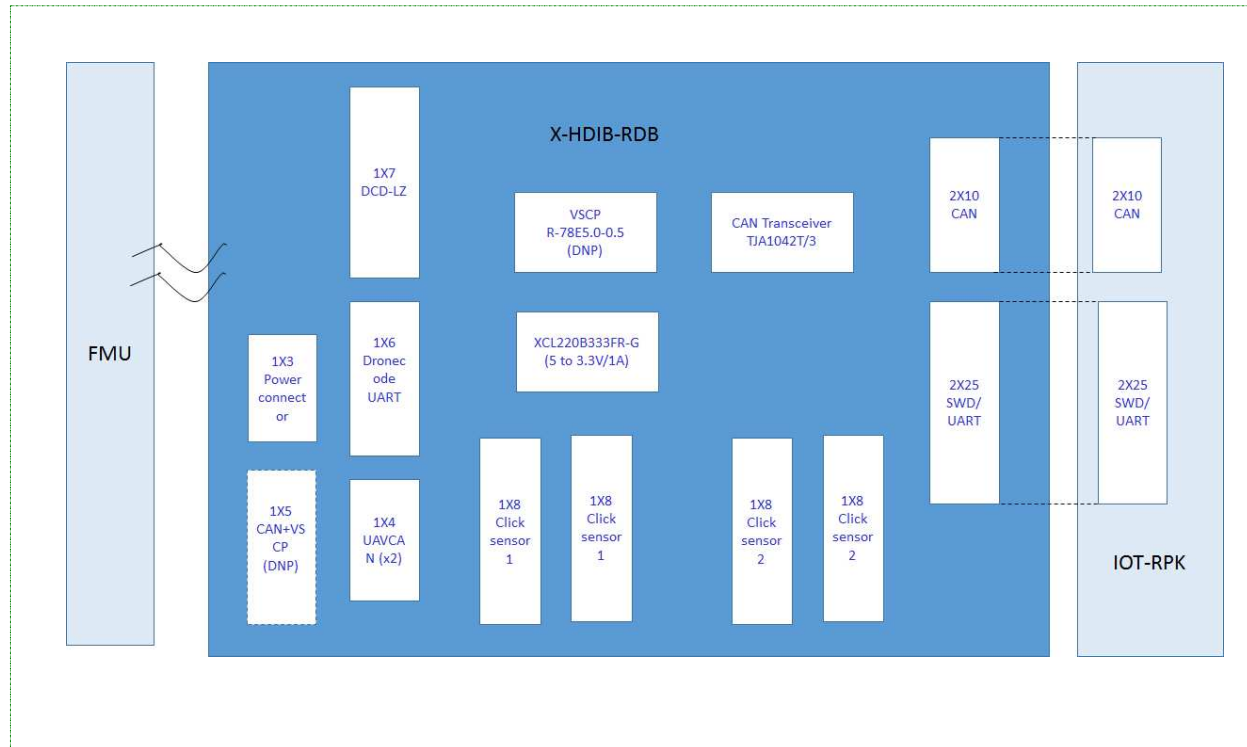 X-HDIB-RDB
FMU
1X7
DCD-LZ
VSCP
R-78E5.0-0.5
(DNP)
CAN Transceiver
TJA1042T/3
2X10
CAN
2X10
CAN
1X3
Power
connect
or
1X6
Dronec
ode
UART
XCL220B333FR-G
(5 to 3.3V/1A)
2X25
SWD/
UART
2X25
SWD/
UART
1X5
CAN+VS
CP
(DNP)
1X4
UAVCA
N (x2)
1X8
Click
sensor
1
1X8
Click
sensor
1
1X8
Click
sensor
2
1X8
Click
sensor
2
IOT-RPK